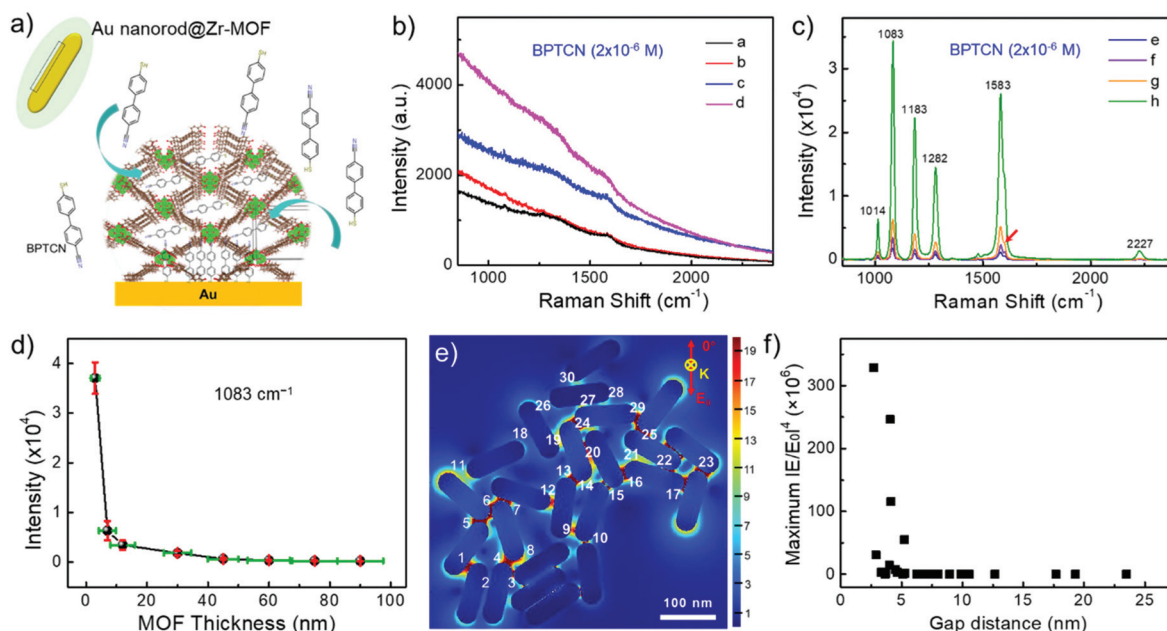 a)
Au nanorod@Zr-MOF
BPTCN
Au
b)
BPTCN (2x10⁻⁶ M)
a
b
c
d
Intensity (a.u.)
4000
2000
0
1000 1500 2000
Raman Shift (cm⁻¹)
c)
BPTCN (2x10⁻⁶ M)
e
f
g
h
1083
1183
1282
1014
1583
2227
Intensity (x10⁴)
3
2
1
0
1000 1500 2000
Raman Shift (cm⁻¹)
d)
1083 cm⁻¹
Intensity (x10⁴)
4
3
2
1
0
0 20 40 60 80 100
MOF Thickness (nm)
e)
0°
K
30
28
27
26
29
24
25
18
19
20
21
22
23
11
13
14
15
16
17
12
6
7
5
9
10
1
4
8
2
3
100 nm
19
17
15
13
11
9
7
5
3
1
f)
Maximum |E/E₀|⁴ (×10⁶)
300
200
100
0
0 5 10 15 20 25
Gap distance (nm)